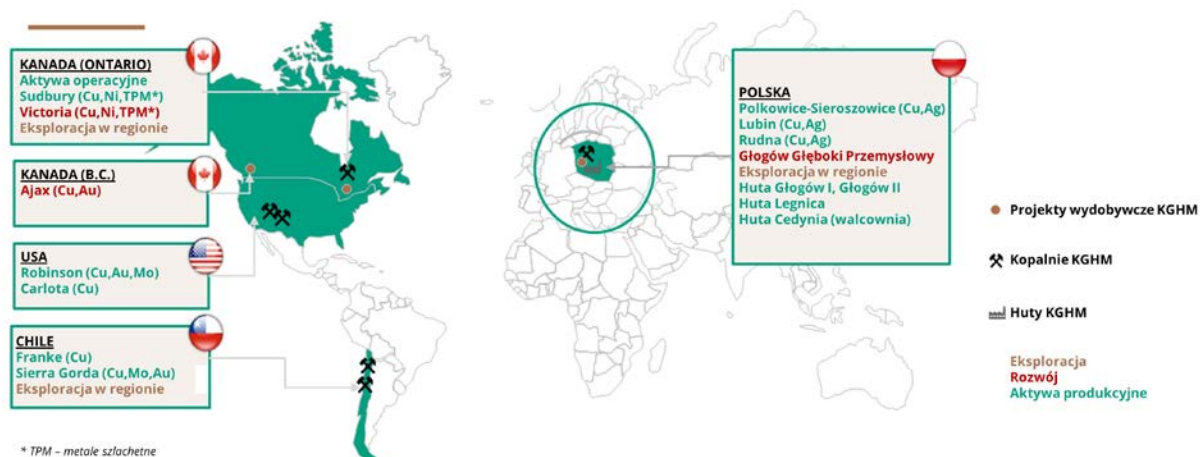 KANADA (ONTARIO)
Aktywa operacyjne
Sudbury (Cu,Ni,TPM*)
Victoria (Cu,Ni,TPM*)
Eksploracja w regionie
KANADA (B.C.)
Ajax (Cu,Au)
USA
Robinson (Cu,Au,Mo)
Carlota (Cu)
CHILE
Franke (Cu)
Sierra Gorda (Cu,Mo,Au)
Eksploracja w regionie
* TPM – metale szlachetne
POLSKA
Polkowice-Sieroszowice (Cu,Ag)
Lubin (Cu,Ag)
Rudna (Cu,Ag)
Głogów Głęboki Przemysłowy
Eksploracja w regionie
Huta Głogów I, Głogów II
Huta Legnica
Huta Cedynia (walcownia)
Projekty wydobywcze KGHM
Kopalnie KGHM
Huty KGHM
Eksploracja
Rozwój
Aktywa produkcyjne